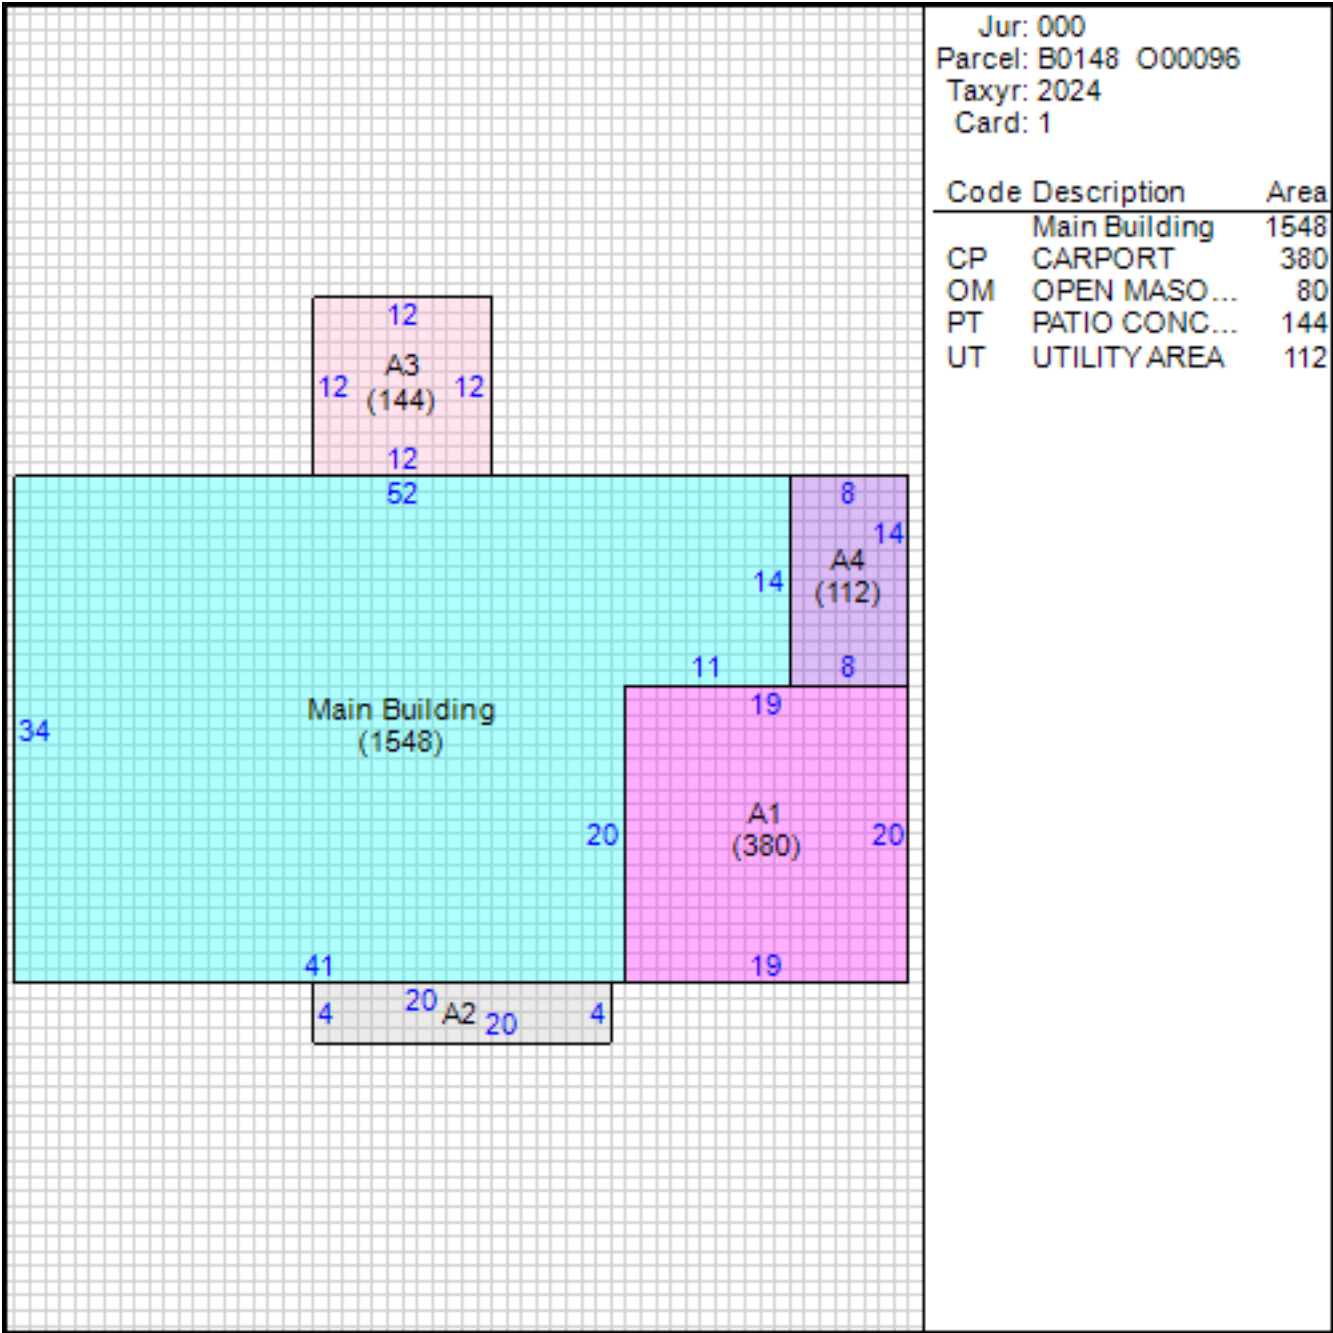 Jur: 000
Parcel: B0148 O00096
Taxyr: 2024
Card: 1
Code Description Area
Main Building 1548
CP CARPORT 380
OM OPEN MASO... 80
PT PATIO CONC... 144
UT UTILITY AREA 112
12
A3
12 (144) 12
12
52
8
14
A4
(112)
14
11
8
19
Main Building
(1548)
34
A1
(380)
20
20
41
19
4
20
A2
20
4